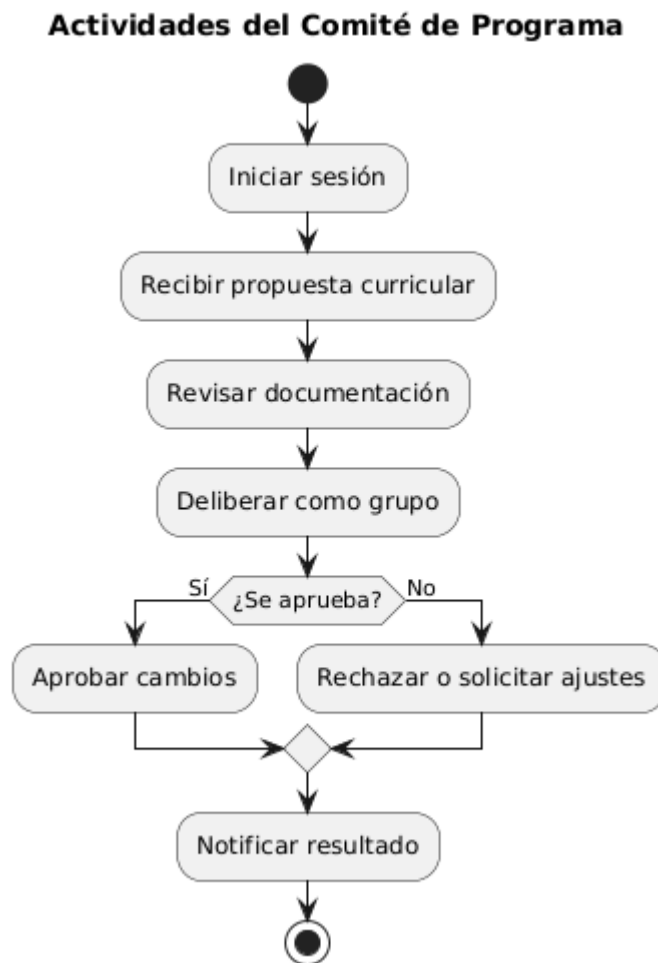 Actividades del Comité de Programa
Iniciar sesión
Recibir propuesta curricular
Revisar documentación
Deliberar como grupo
Sí
¿Se aprueba?
No
Aprobar cambios
Rechazar o solicitar ajustes
Notificar resultado